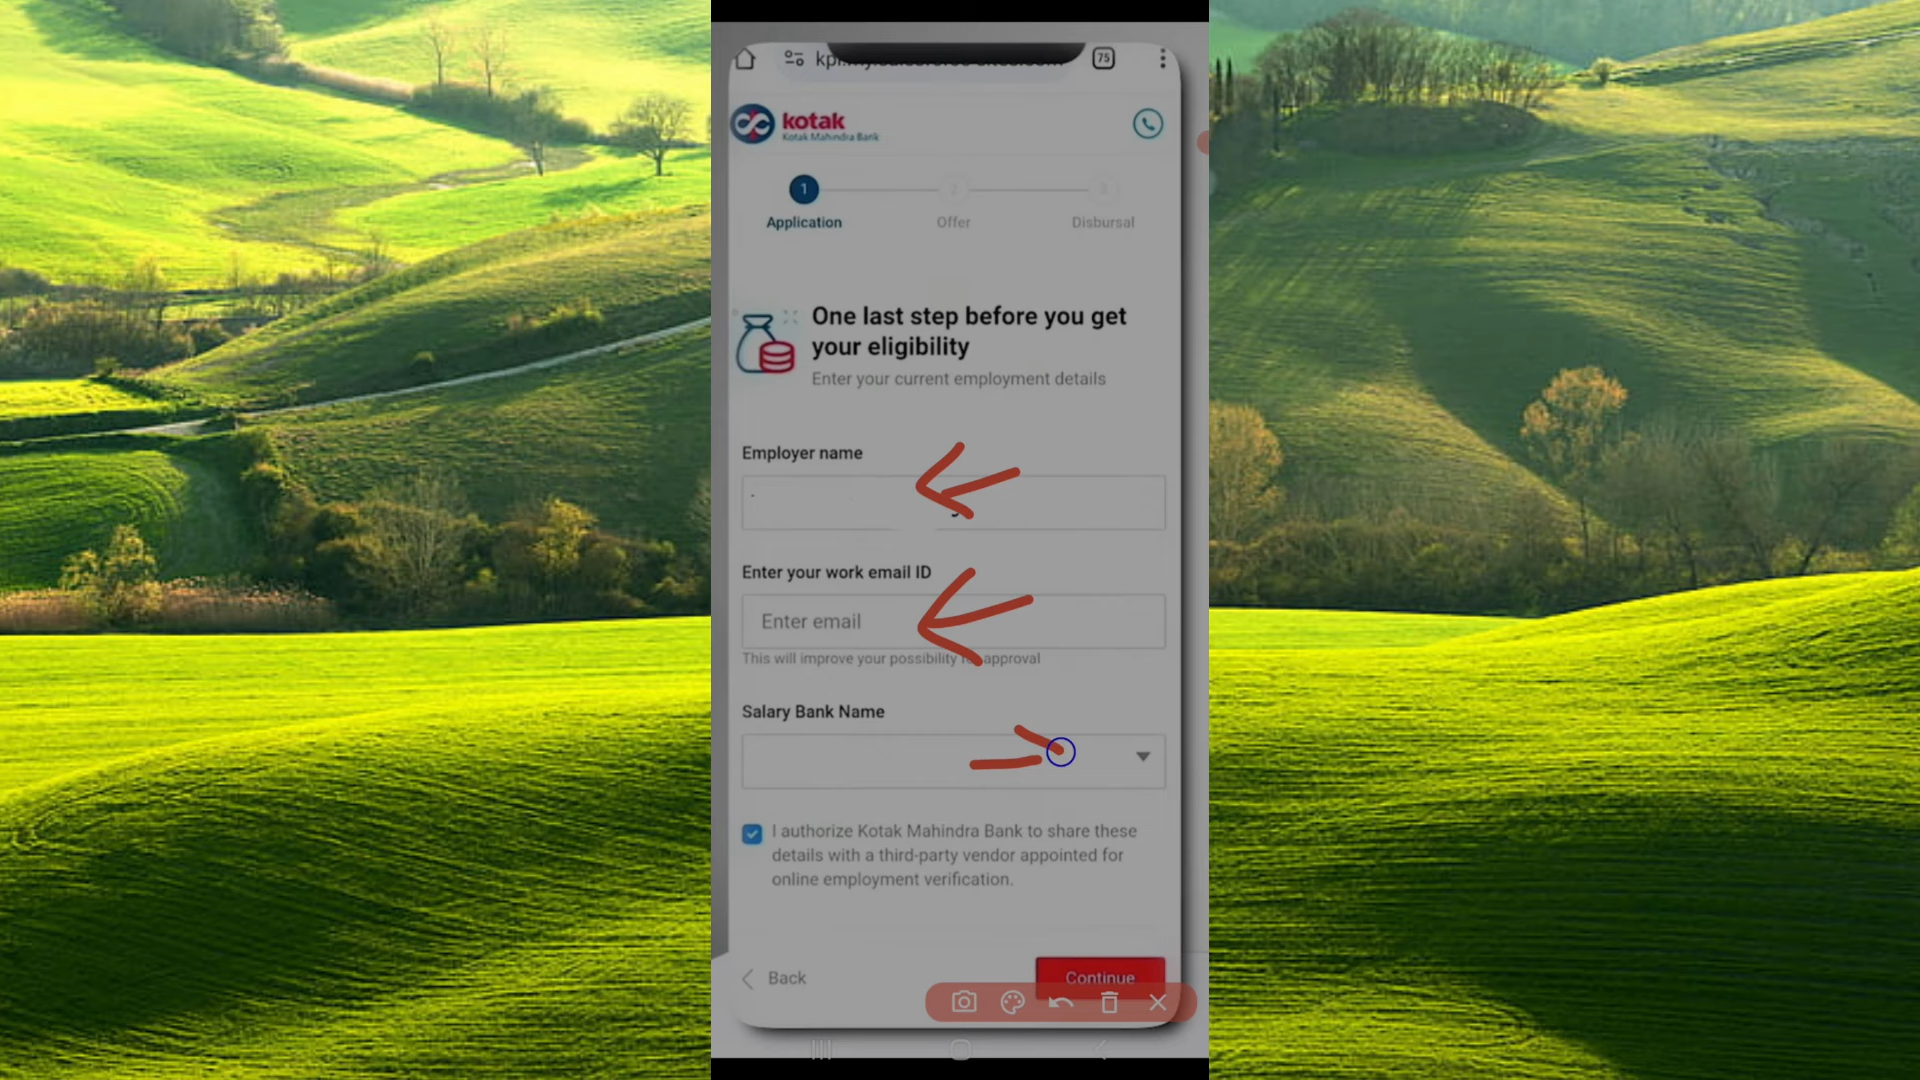 75
kotak
Kotak Mahindra Bank
1
2
3
Application
Offer
Disbursal
One last step before you get
your eligibility
Enter your current employment details
Employer name
Enter your work email ID
Enter email
This will improve your possibility approval
Salary Bank Name
I authorize Kotak Mahindra Bank to share these
details with a third-party vendor appointed for
online employment verification.
Back
Continue